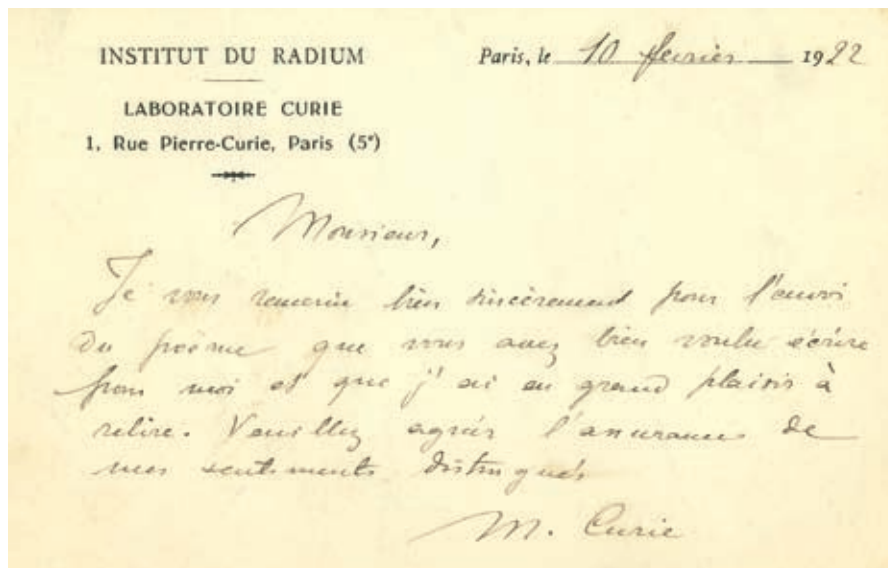 INSTITUT DU RADIUM
LABORATOIRE CURIE
1, Rue Pierre-Curie, Paris (5e)
Paris, le 10 février 1922
Monsieur,
Je vous remercie bien sincèrement pour l'envoi
du poème que vous avez bien voulu écrire
pour moi et que j'ai eu grand plaisir à
relire. Veuillez agréer l'assurance de
mes sentiments distingués
M. Curie